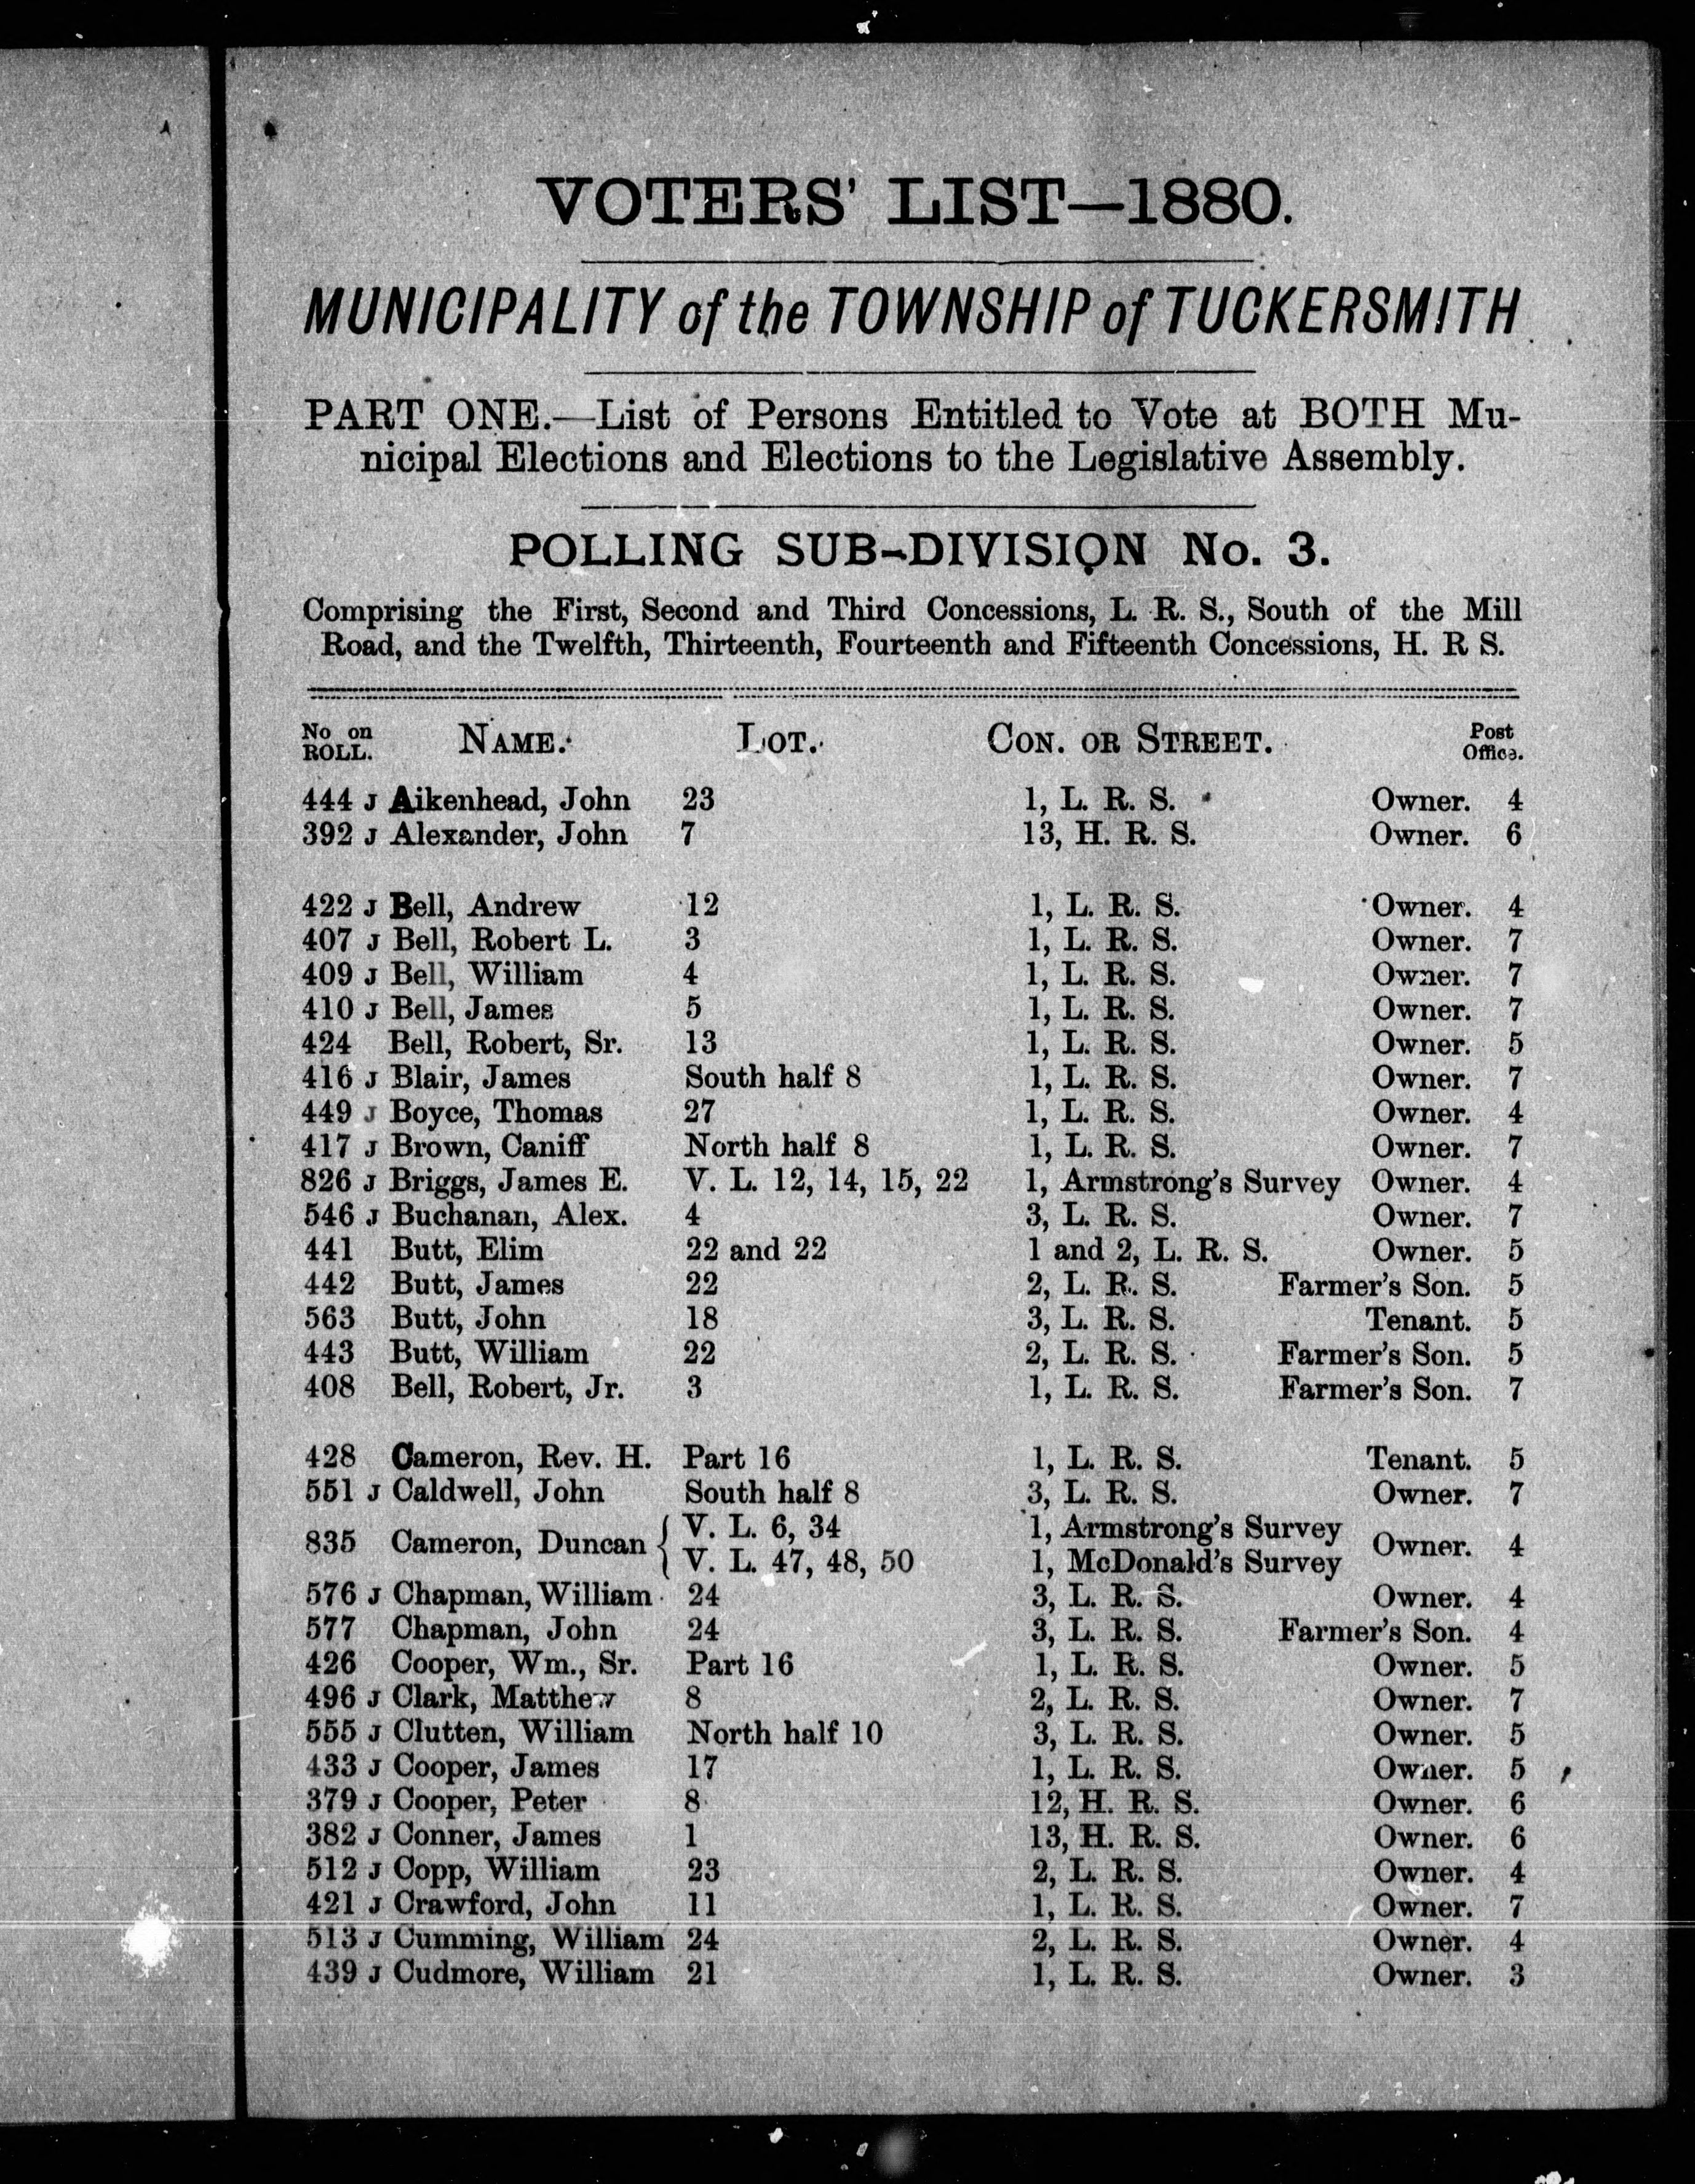 VOTERS' LIST—1880.
MUNICIPALITY of the TOWNSHIP of TUCKERSMITH
PART ONE.—List of Persons Entitled to Vote at BOTH Mu-
nicipal Elections and Elections to the Legislative Assembly.
POLLING SUB-DIVISION No. 3.
Comprising the First, Second and Third Concessions, L. R. S., South of the Mill
Road, and the Twelfth, Thirteenth, Fourteenth and Fifteenth Concessions, H. R S.
No on ROLL. NAME. LOT. CON. OR STREET. Post Office.
444 J Aikenhead, John 23 1, L. R. S. Owner. 4
392 J Alexander, John 7 13, H. R. S. Owner. 6
422 J Bell, Andrew 12 1, L. R. S. Owner. 4
407 J Bell, Robert L. 3 1, L. R. S. Owner. 7
409 J Bell, William 4 1, L. R. S. Owner. 7
410 J Bell, James 5 1, L. R. S. Owner. 7
424 Bell, Robert, Sr. 13 1, L. R. S. Owner. 5
416 J Blair, James South half 8 1, L. R. S. Owner. 7
449 J Boyce, Thomas 27 1, L. R. S. Owner. 4
417 J Brown, Caniff North half 8 1, L. R. S. Owner. 7
826 J Briggs, James E. V. L. 12, 14, 15, 22 1, Armstrong's Survey Owner. 4
546 J Buchanan, Alex. 4 3, L. R. S. Owner. 7
441 Butt, Elim 22 and 22 1 and 2, L. R. S. Owner. 5
442 Butt, James 22 2, L. R. S. Farmer's Son. 5
563 Butt, John 18 3, L. R. S. Tenant. 5
443 Butt, William 22 2, L. R. S. Farmer's Son. 5
408 Bell, Robert, Jr. 3 1, L. R. S. Farmer's Son. 7
428 Cameron, Rev. H. Part 16 1, L. R. S. Tenant. 5
551 J Caldwell, John South half 8 3, L. R. S. Owner. 7
835 Cameron, Duncan { V. L. 6, 34 1, Armstrong's Survey Owner. 4
V. L. 47, 48, 50 1, McDonald's Survey
576 J Chapman, William 24 3, L. R. S. Owner. 4
577 Chapman, John 24 3, L. R. S. Farmer's Son. 4
426 Cooper, Wm., Sr. Part 16 1, L. R. S. Owner. 5
496 J Clark, Matthew 8 2, L. R. S. Owner. 7
555 J Clutten, William North half 10 3, L. R. S. Owner. 5
433 J Cooper, James 17 1, L. R. S. Owner. 5
379 J Cooper, Peter 8 12, H. R. S. Owner. 6
382 J Conner, James 1 13, H. R. S. Owner. 6
512 J Copp, William 23 2, L. R. S. Owner. 4
421 J Crawford, John 11 1, L. R. S. Owner. 7
513 J Cumming, William 24 2, L. R. S. Owner. 4
439 J Cudmore, William 21 1, L. R. S. Owner. 3